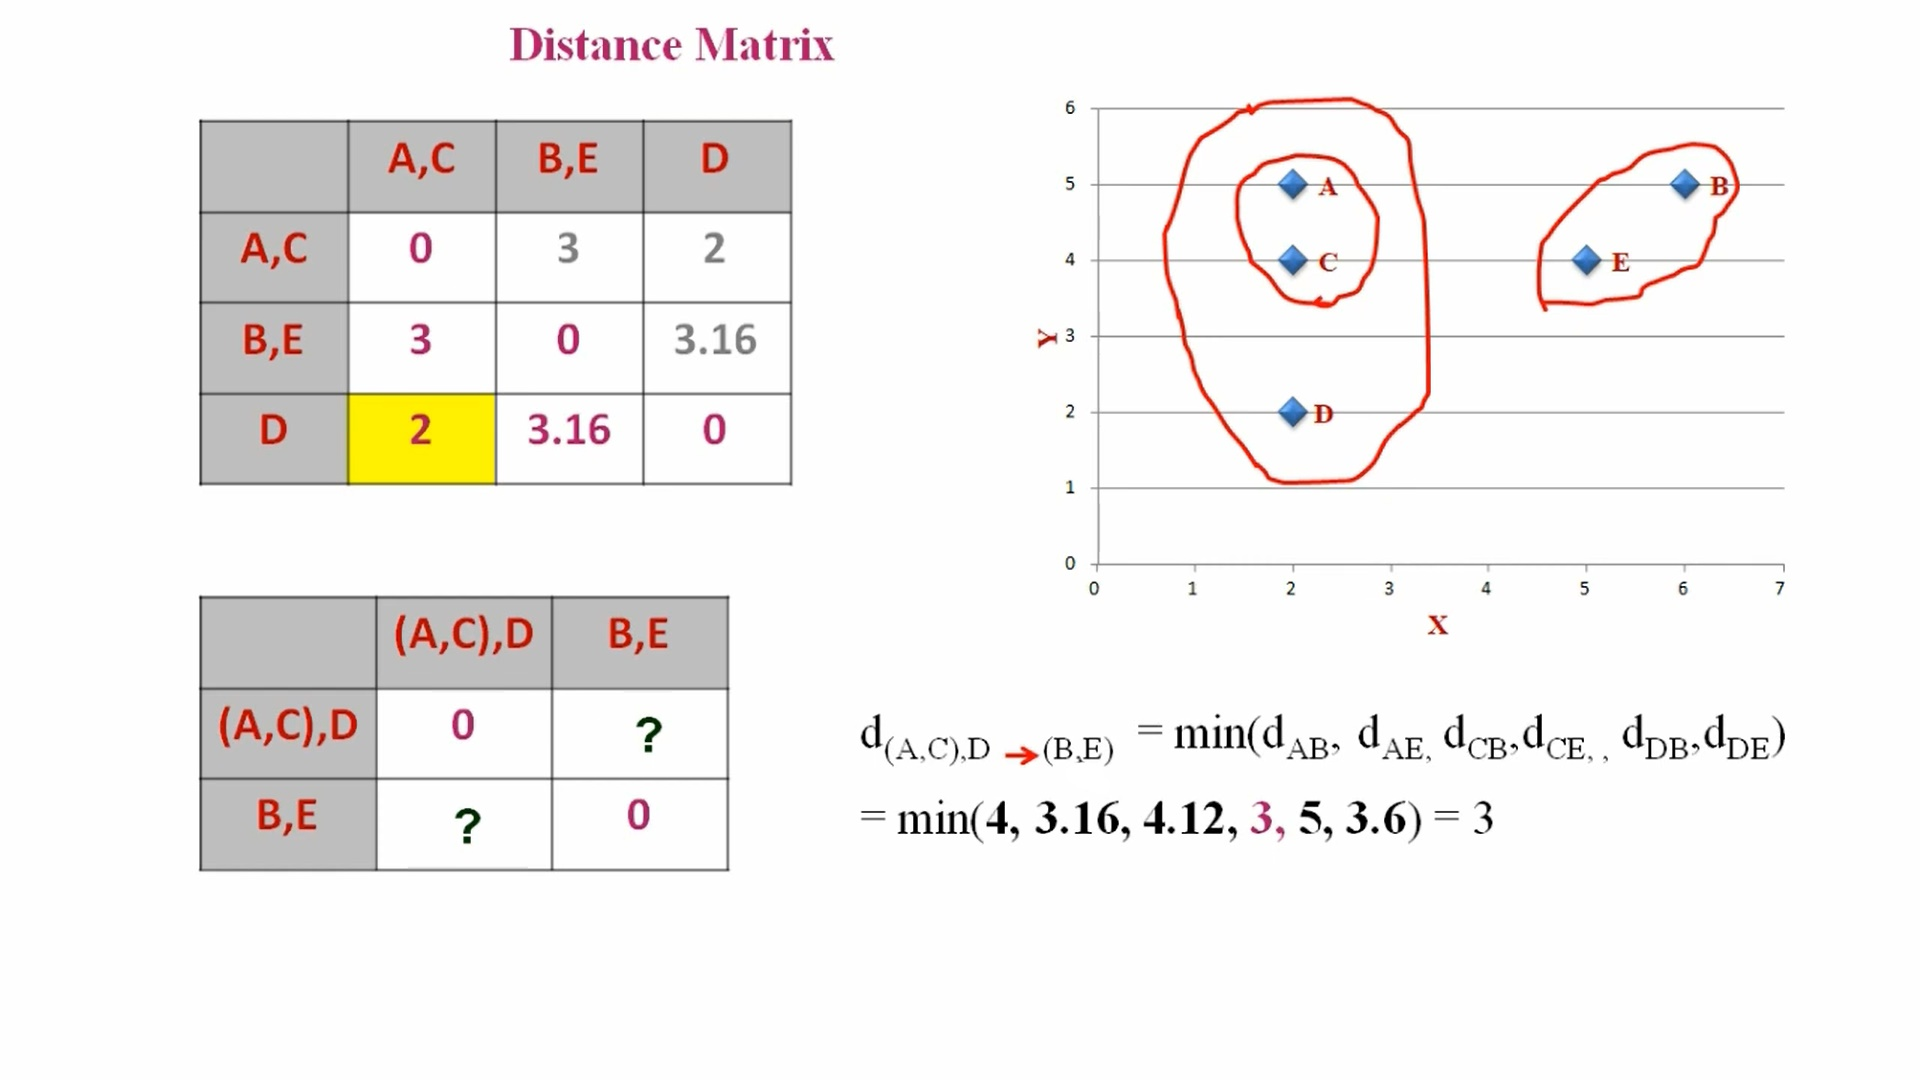 Distance Matrix
A,C B,E D
A,C 0 3 2
B,E 3 0 3.16
D 2 3.16 0
6
5 A B
4 C E
Y 3
2 D
1
0
0 1 2 3 4 5 6 7
X
(A,C),D B,E
(A,C),D 0 ?
B,E ? 0
d(A,C),D → (B,E) = min(dAB, dAE, dCB,dCE, , dDB,dDE)
= min(4, 3.16, 4.12, 3, 5, 3.6) = 3